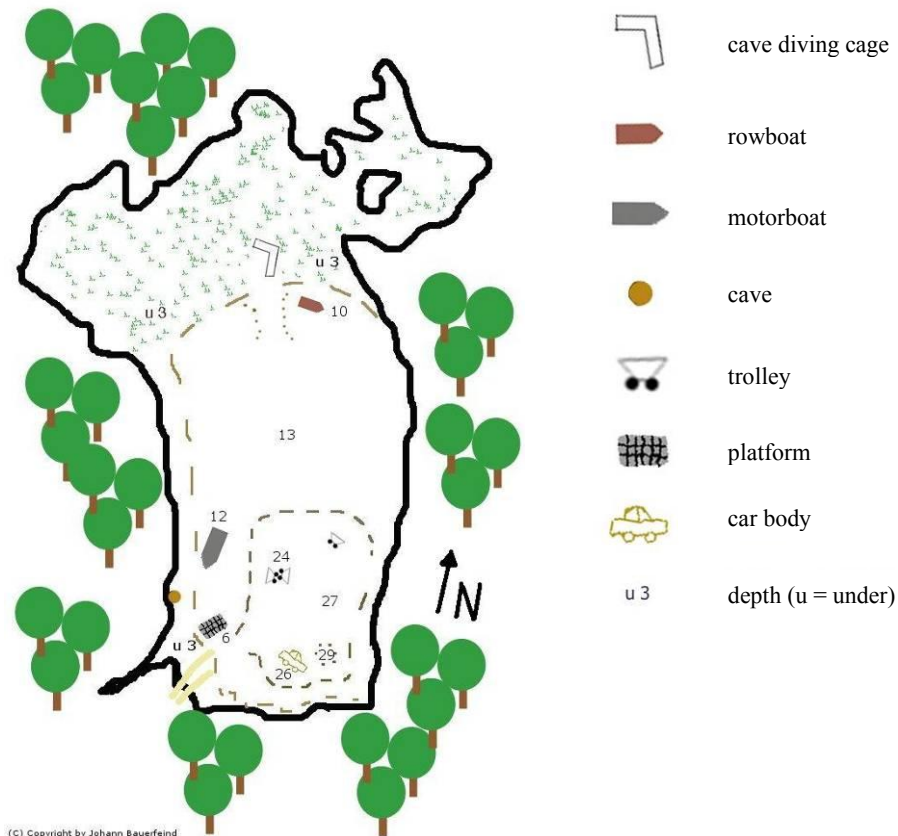 cave diving cage
rowboat
motorboat
cave
trolley
platform
car body
u 3 depth (u = under)
u 3
u 3
10
13
12
24
27
N
6
u 3
29
26
(C) Copyright by Johann Bauerfeind